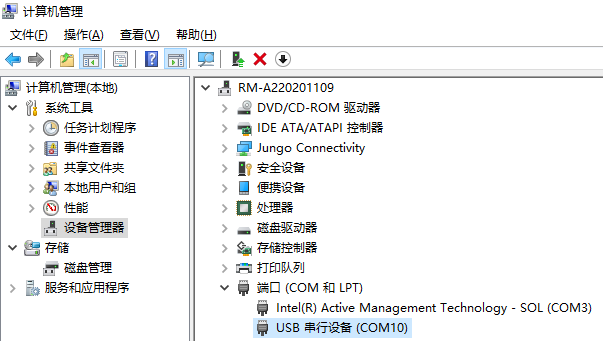 计算机管理
文件(F) 操作(A) 查看(V) 帮助(H)
计算机管理(本地)
系统工具
任务计划程序
事件查看器
共享文件夹
本地用户和组
性能
设备管理器
存储
磁盘管理
服务和应用程序
RM-A220201109
DVD/CD-ROM 驱动器
IDE ATA/ATAPI 控制器
Jungo Connectivity
安全设备
便携设备
处理器
磁盘驱动器
存储控制器
打印队列
端口 (COM 和 LPT)
Intel(R) Active Management Technology - SOL (COM3)
USB 串行设备 (COM10)